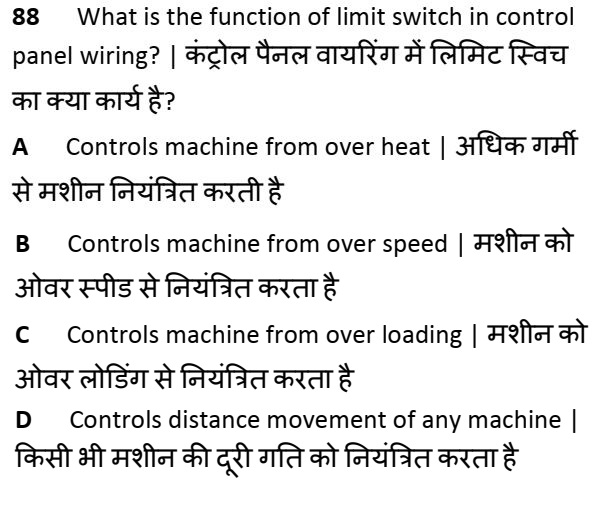 88 What is the function of limit switch in control
panel wiring? | कंट्रोल पैनल वायरिंग में लिमिट स्विच
का क्या कार्य है?
A Controls machine from over heat | अधिक गर्मी
से मशीन नियंत्रित करती है
B Controls machine from over speed | मशीन को
ओवर स्पीड से नियंत्रित करता है
C Controls machine from over loading | मशीन को
ओवर लोडिंग से नियंत्रित करता है
D Controls distance movement of any machine |
किसी भी मशीन की दूरी गति को नियंत्रित करता है